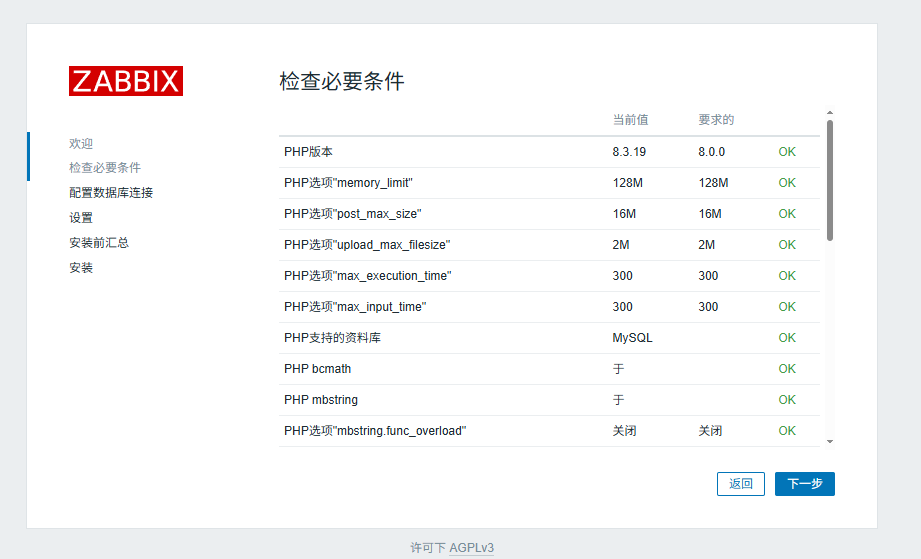 ZABBIX
欢迎
检查必要条件
配置数据库连接
设置
安装前汇总
安装
检查必要条件
当前值 要求的
PHP版本 8.3.19 8.0.0 OK
PHP选项"memory_limit" 128M 128M OK
PHP选项"post_max_size" 16M 16M OK
PHP选项"upload_max_filesize" 2M 2M OK
PHP选项"max_execution_time" 300 300 OK
PHP选项"max_input_time" 300 300 OK
PHP支持的资料库 MySQL OK
PHP bcmath 于 OK
PHP mbstring 于 OK
PHP选项"mbstring.func_overload" 关闭 关闭 OK
返回 下一步
许可下 AGPLv3